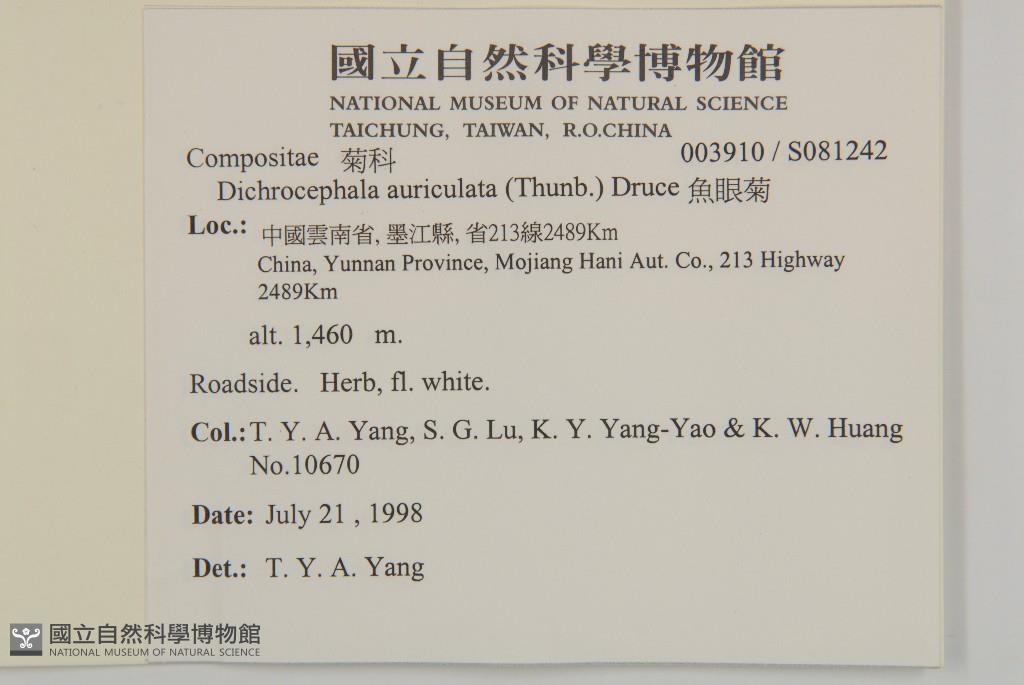 國立自然科學博物館
NATIONAL MUSEUM OF NATURAL SCIENCE
TAICHUNG, TAIWAN, R.O.CHINA
Compositae 菊科 003910 / S081242
Dichrocephala auriculata (Thunb.) Druce 魚眼菊
Loc.: 中國雲南省, 墨江縣, 省213線2489Km
China, Yunnan Province, Mojiang Hani Aut. Co., 213 Highway
2489Km
alt. 1,460 m.
Roadside. Herb, fl. white.
Col.: T. Y. A. Yang, S. G. Lu, K. Y. Yang-Yao & K. W. Huang
No.10670
Date: July 21 , 1998
Det.: T. Y. A. Yang
國立自然科學博物館
NATIONAL MUSEUM OF NATURAL SCIENCE